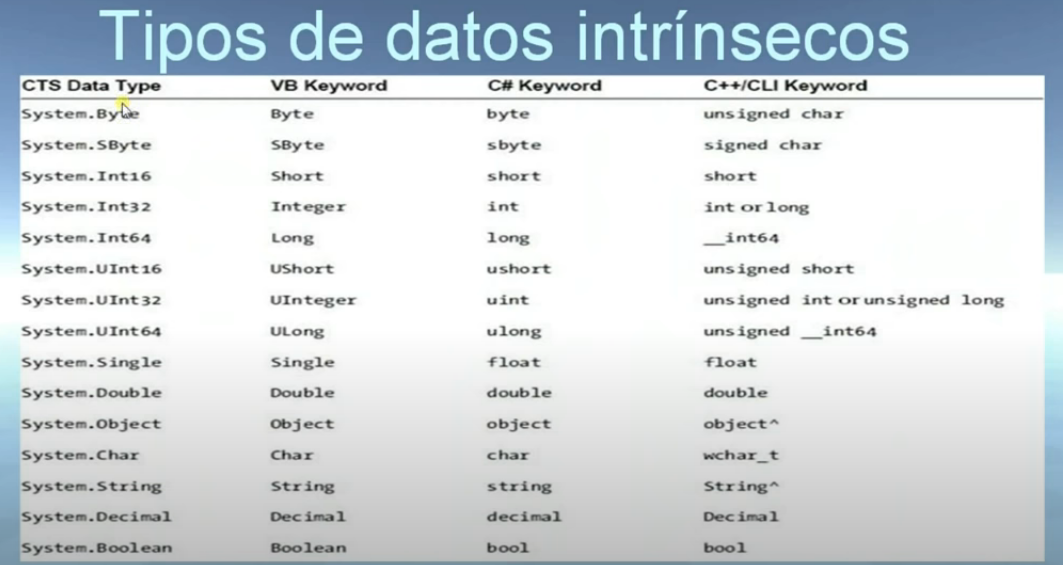 Tipos de datos intrínsecos
CTS Data Type VB Keyword C# Keyword C++/CLI Keyword
System.Byte Byte byte unsigned char
System.SByte SByte sbyte signed char
System.Int16 Short short short
System.Int32 Integer int int or long
System.Int64 Long long __int64
System.UInt16 UShort ushort unsigned short
System.UInt32 UInteger uint unsigned int or unsigned long
System.UInt64 ULong ulong unsigned __int64
System.Single Single float float
System.Double Double double double
System.Object Object object object^
System.Char Char char wchar_t
System.String String string String^
System.Decimal Decimal decimal Decimal
System.Boolean Boolean bool bool